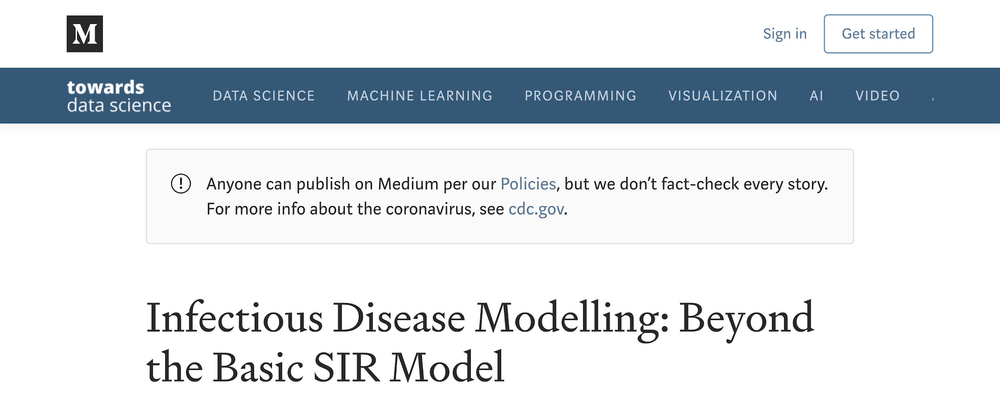 M
Sign in
Get started
towards
data science
DATA SCIENCE
MACHINE LEARNING
PROGRAMMING
VISUALIZATION
AI
VIDEO
Anyone can publish on Medium per our Policies, but we don’t fact-check every story.
For more info about the coronavirus, see cdc.gov.
Infectious Disease Modelling: Beyond
the Basic SIR Model